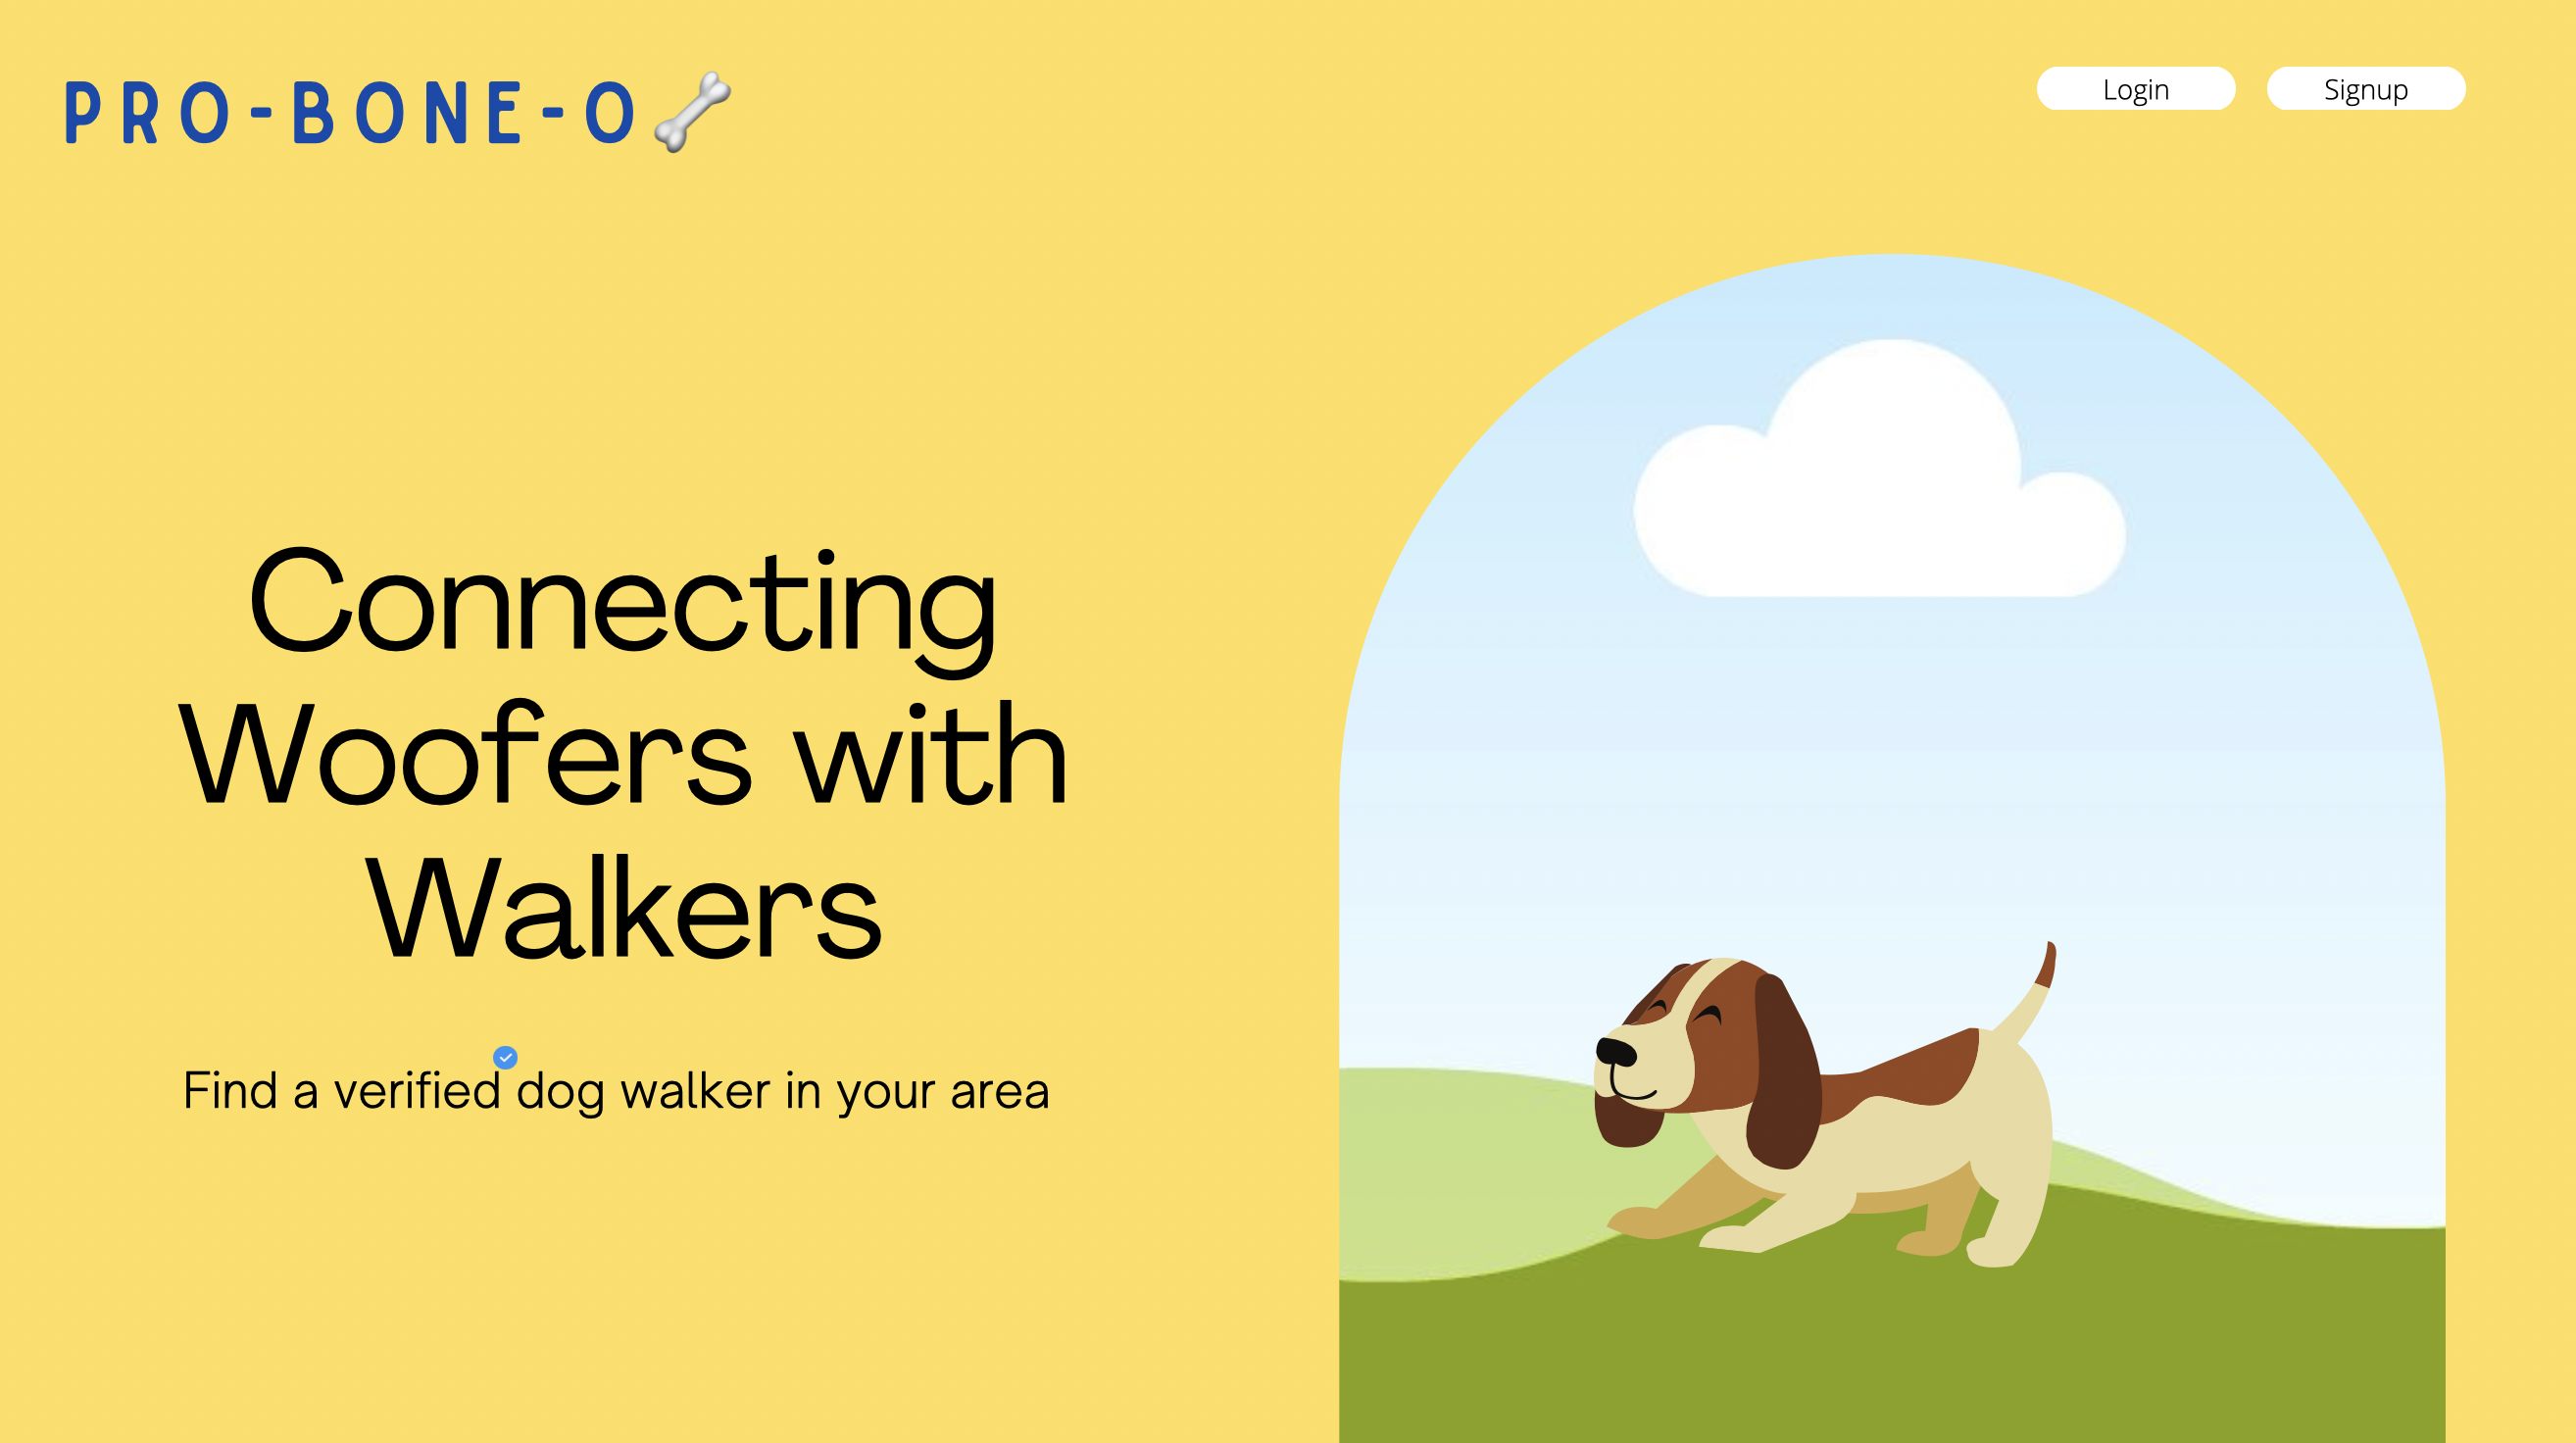 PRO-BONE-O
Login
Signup
Connecting
Woofers with
Walkers
Find a verified dog walker in your area